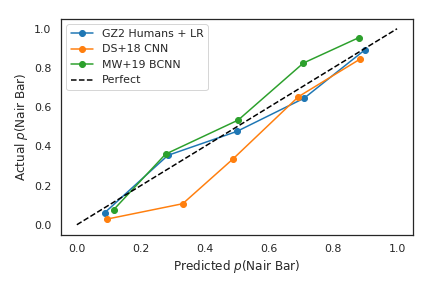 GZ2 Humans + LR
DS+18 CNN
MW+19 BCNN
Perfect
Actual p(Nair Bar)
1.0
0.8
0.6
0.4
0.2
0.0
0.0 0.2 0.4 0.6 0.8 1.0
Predicted p(Nair Bar)